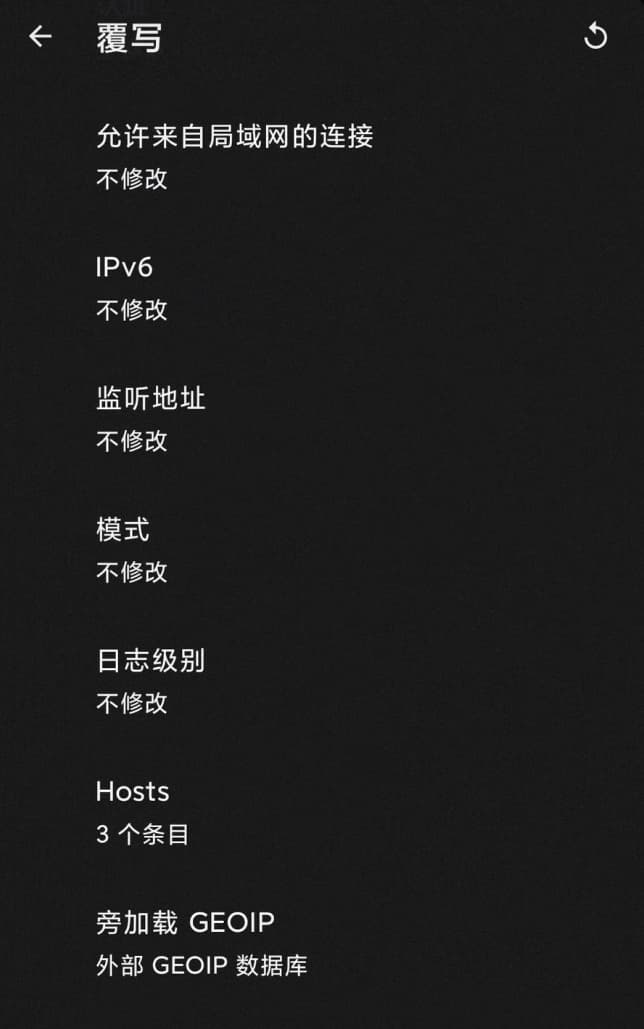 覆写
允许来自局域网的连接
不修改
IPv6
不修改
监听地址
不修改
模式
不修改
日志级别
不修改
Hosts
3 个条目
旁加载 GEOIP
外部 GEOIP 数据库